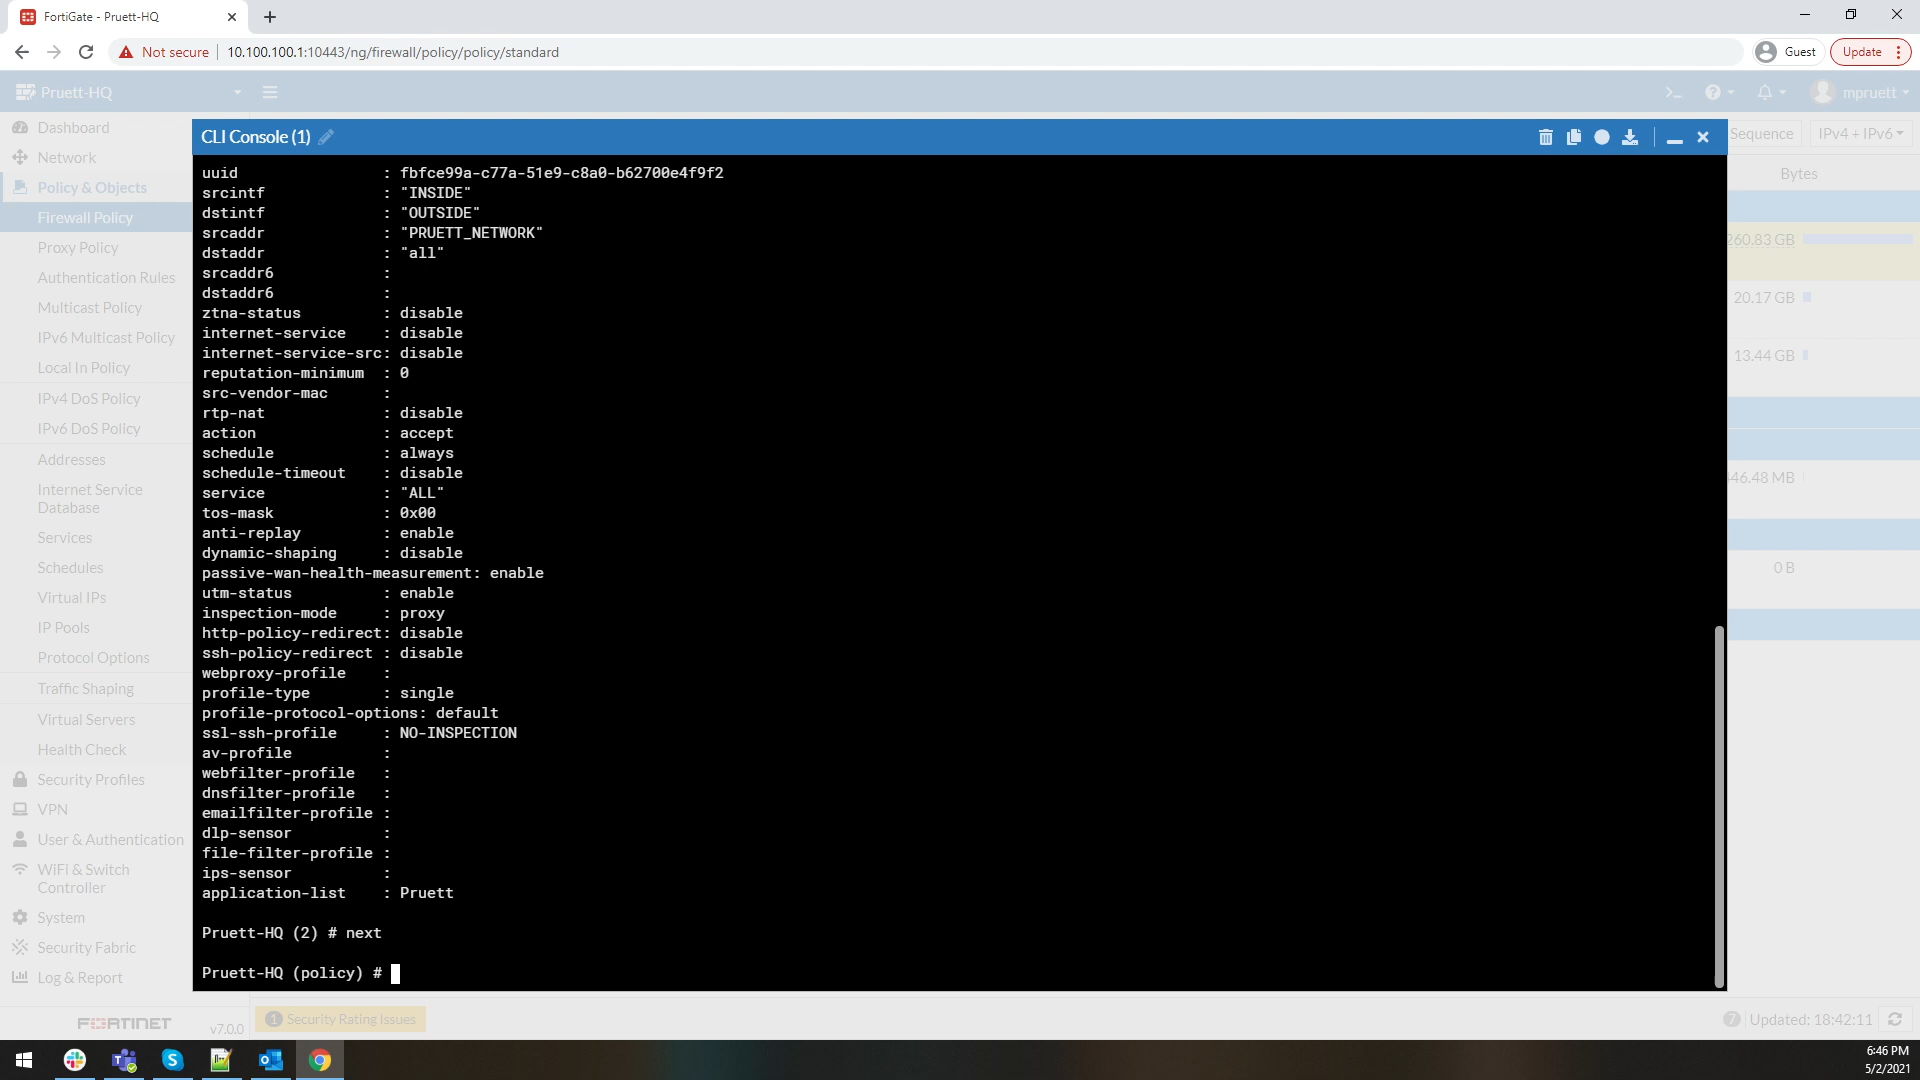 FortiGate - Pruett-HQ
Not secure
10.100.100.1:10443/ng/firewall/policy/policy/standard
Guest
Update
Pruett-HQ
mpruett
Dashboard
Network
Policy & Objects
Firewall Policy
Proxy Policy
Authentication Rules
Multicast Policy
IPv6 Multicast Policy
Local In Policy
IPv4 DoS Policy
IPv6 DoS Policy
Addresses
Internet Service
Database
Services
Schedules
Virtual IPs
IP Pools
Protocol Options
Traffic Shaping
Virtual Servers
Health Check
Security Profiles
VPN
User & Authentication
WiFi & Switch
Controller
System
Security Fabric
Log & Report
FORTINET
v7.0.0
CLI Console (1)
uuid : fbfce99a-c77a-51e9-c8a0-b62700e4f9f2
srcintf : "INSIDE"
dstintf : "OUTSIDE"
srcaddr : "PRUETT_NETWORK"
dstaddr : "all"
srcaddr6 :
dstaddr6 :
ztna-status : disable
internet-service : disable
internet-service-src: disable
reputation-minimum : 0
src-vendor-mac :
rtp-nat : disable
action : accept
schedule : always
schedule-timeout : disable
service : "ALL"
tos-mask : 0x00
anti-replay : enable
dynamic-shaping : disable
passive-wan-health-measurement: enable
utm-status : enable
inspection-mode : proxy
http-policy-redirect: disable
ssh-policy-redirect : disable
webproxy-profile :
profile-type : single
profile-protocol-options: default
ssl-ssh-profile : NO-INSPECTION
av-profile :
webfilter-profile :
dnsfilter-profile :
emailfilter-profile :
dlp-sensor :
file-filter-profile :
ips-sensor :
application-list : Pruett
Pruett-HQ (2) # next
Pruett-HQ (policy) #
Sequence
IPv4 + IPv6
Bytes
260.83 GB
20.17 GB
13.44 GB
46.48 MB
0 B
1 Security Rating Issues
7 Updated: 18:42:11
6:46 PM
5/2/2021